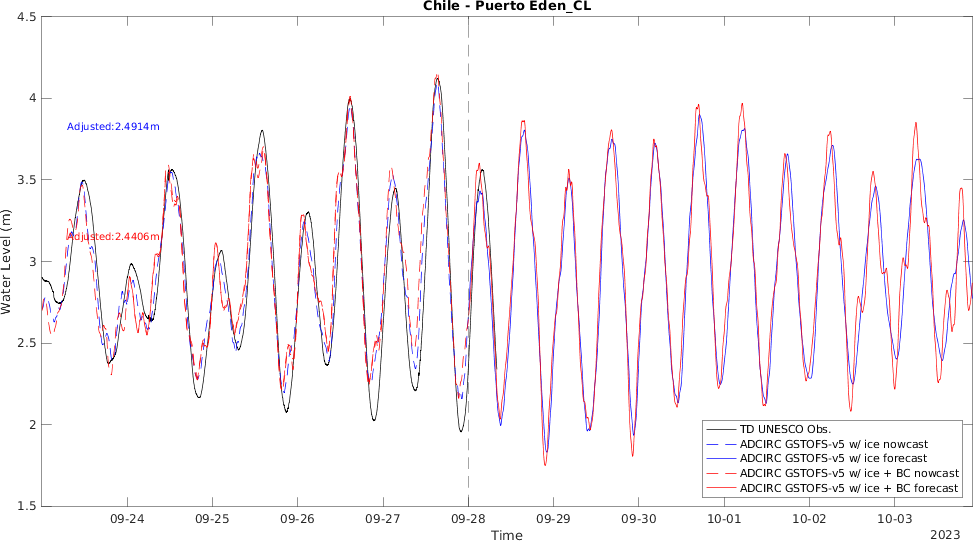 Chile - Puerto Eden_CL
4.5
4
3.5
3
2.5
2
1.5
Water Level (m)
Adjusted:2.4914m
Adjusted:2.4406m
TD UNESCO Obs.
ADCIRC GSTOFS-v5 w/ ice nowcast
ADCIRC GSTOFS-v5 w/ ice forecast
ADCIRC GSTOFS-v5 w/ ice + BC nowcast
ADCIRC GSTOFS-v5 w/ ice + BC forecast
09-24 09-25 09-26 09-27 09-28 09-29 09-30 10-01 10-02 10-03
Time
2023